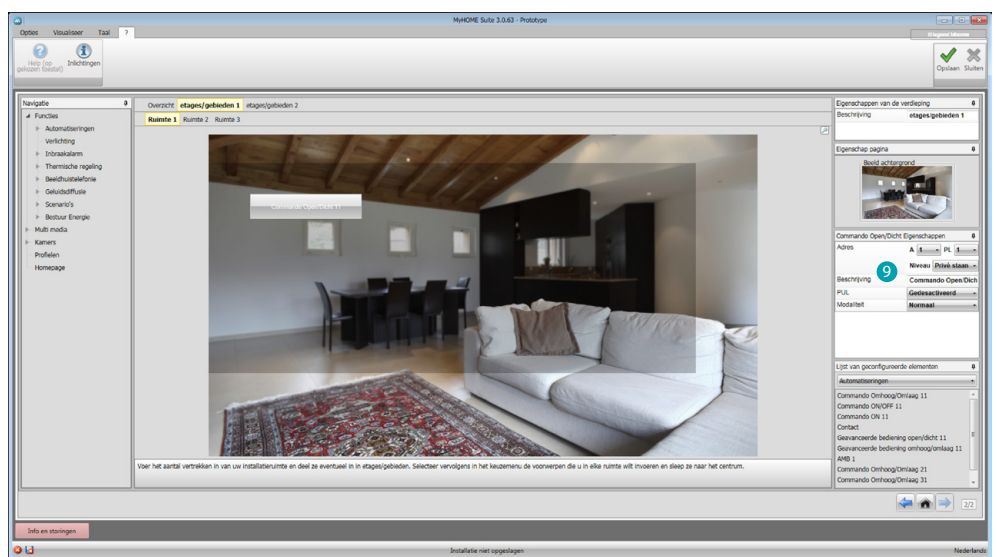 MyHOME Suite 3.0.63 - Prototype
Opties Visualiseer Taal ?
Help (op gekozen toestel)
Inlichtingen
Opslaan Sluiten
Navigatie
Functies
Automatiseringen
Verlichting
Inbraakalarm
Thermische regeling
Beeldhuistelefonie
Geluidsdiffusie
Scenario's
Bestuur Energie
Multi media
Kamers
Profielen
Homepage
Overzicht etages/gebieden 1 etages/gebieden 2
Ruimte 1 Ruimte 2 Ruimte 3
Commando Open/Dicht 11
Voer het aantal vertrekken in van uw installatieruimte en deel ze eventueel in in etages/gebieden. Selecteer vervolgens in het keuzemenu de voorwerpen die u in elke ruimte wilt invoeren en sleep ze naar het centrum.
Eigenschappen van de verdieping
Beschrijving etages/gebieden 1
Eigenschap pagina
Beeld achtergrond
Commando Open/Dicht Eigenschappen
Adres A 1 PL 1
Niveau Privé staan
9
Beschrijving Commando Open/Dich
PUL Gedesactiveerd
Modaliteit Normaal
Lijst van geconfigureerde elementen
Automatiseringen
Commando Omhoog/Omlaag 11
Commando ON/OFF 11
Commando ON 11
Contact
Geavanceerde bediening open/dicht 11
Geavanceerde bediening omhoog/omlaag 11
AMB 1
Commando Omhoog/Omlaag 21
Commando Omhoog/Omlaag 31
2/2
Info en storingen
Installatie niet opgeslagen
Nederlands